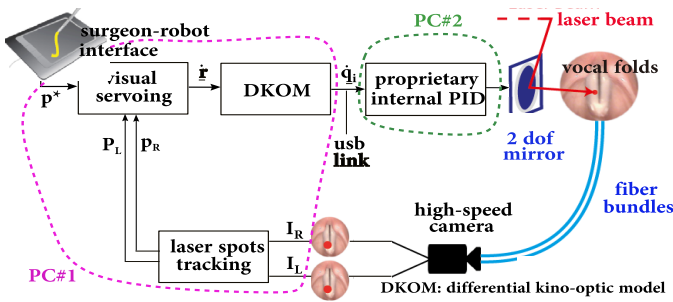 surgeon-robot
interface
PC#2
laser beam
p*
visual
servoing
ṙ
DKOM
q̇i
proprietary
internal PID
vocal folds
usb
link
2 dof
mirror
PL
PR
fiber
bundles
high-speed
camera
laser spots
tracking
IR
IL
PC#1
DKOM: differential kino-optic model